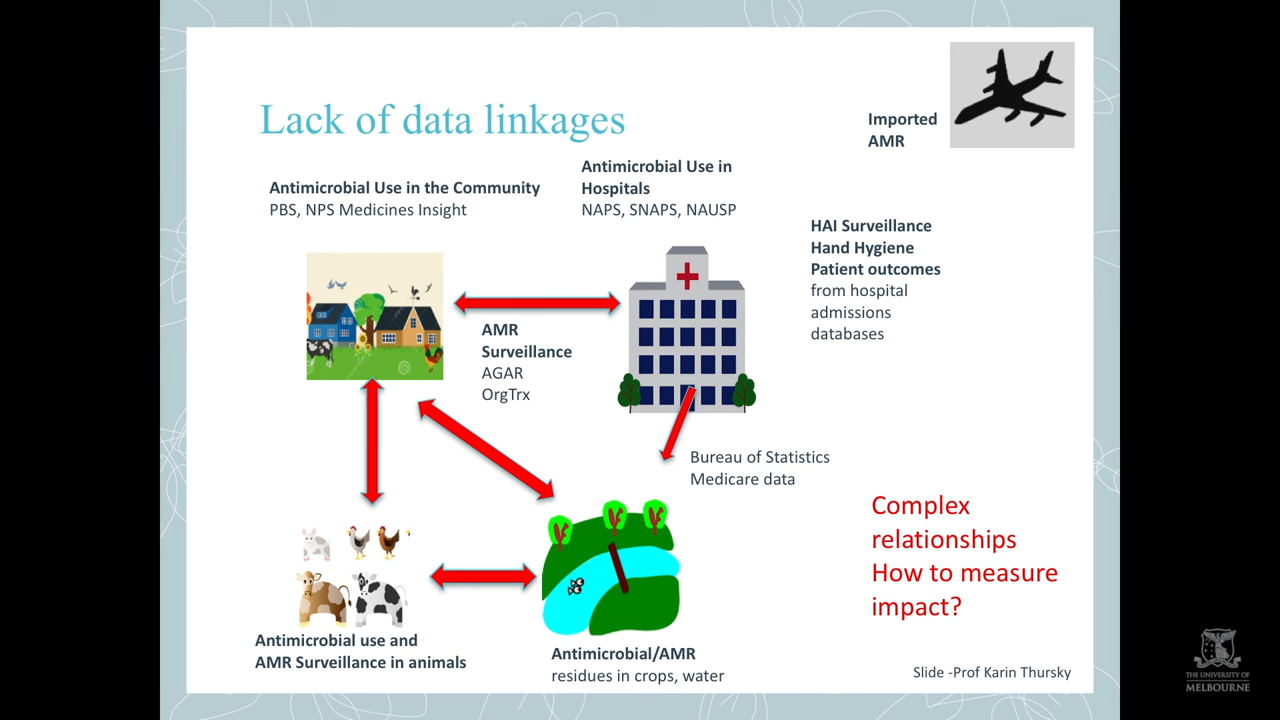 Lack of data linkages
Imported
AMR
Antimicrobial Use in the Community
PBS, NPS Medicines Insight
Antimicrobial Use in
Hospitals
NAPS, SNAPS, NAUSP
HAI Surveillance
Hand Hygiene
Patient outcomes
from hospital
admissions
databases
AMR
Surveillance
AGAR
OrgTrx
Bureau of Statistics
Medicare data
Complex
relationships
How to measure
impact?
Antimicrobial use and
AMR Surveillance in animals
Antimicrobial/AMR
residues in crops, water
Slide -Prof Karin Thursky
THE UNIVERSITY OF
MELBOURNE